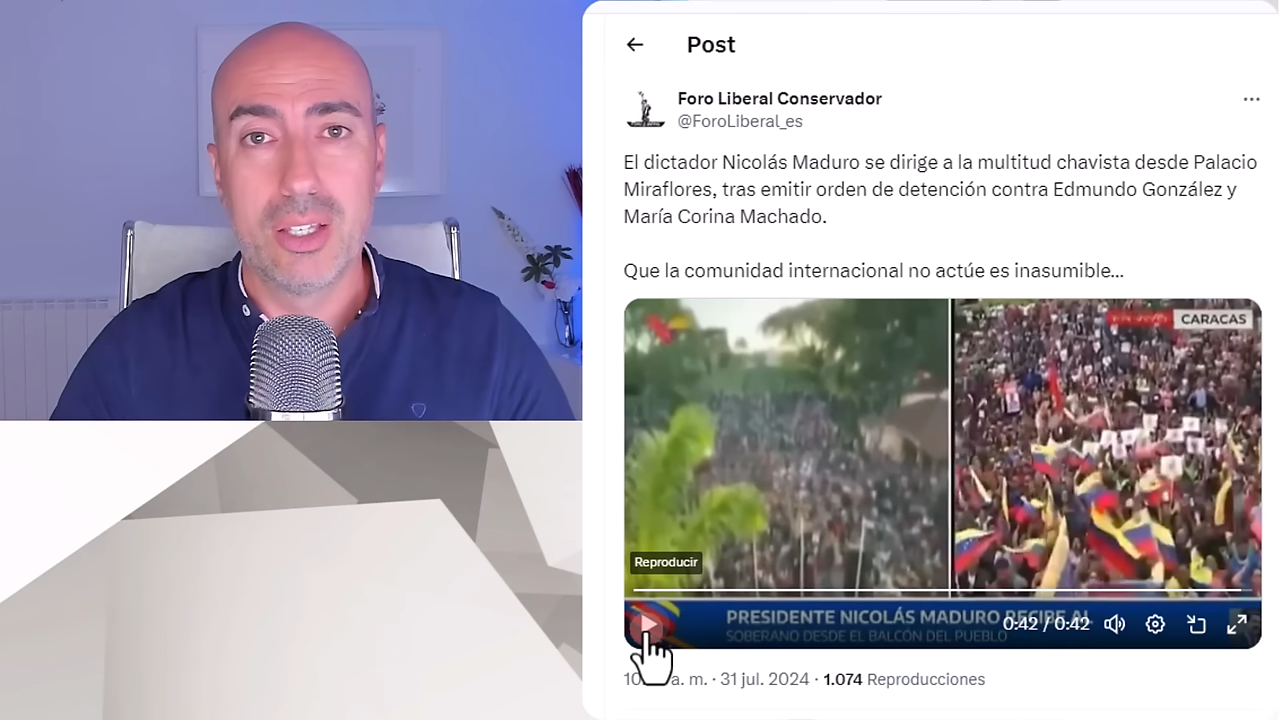 Post
Foro Liberal Conservador
@ForoLiberal_es
El dictador Nicolás Maduro se dirige a la multitud chavista desde Palacio
Miraflores, tras emitir orden de detención contra Edmundo González y
María Corina Machado.
Que la comunidad internacional no actúe es inasumible...
CARACAS
Reproducir
PRESIDENTE NICOLÁS MADURO RECIBE AL
0:42 / 0:42
SOBERANO DESDE EL BALCÓN DEL PUEBLO
a. m. · 31 jul. 2024 · 1.074 Reproducciones